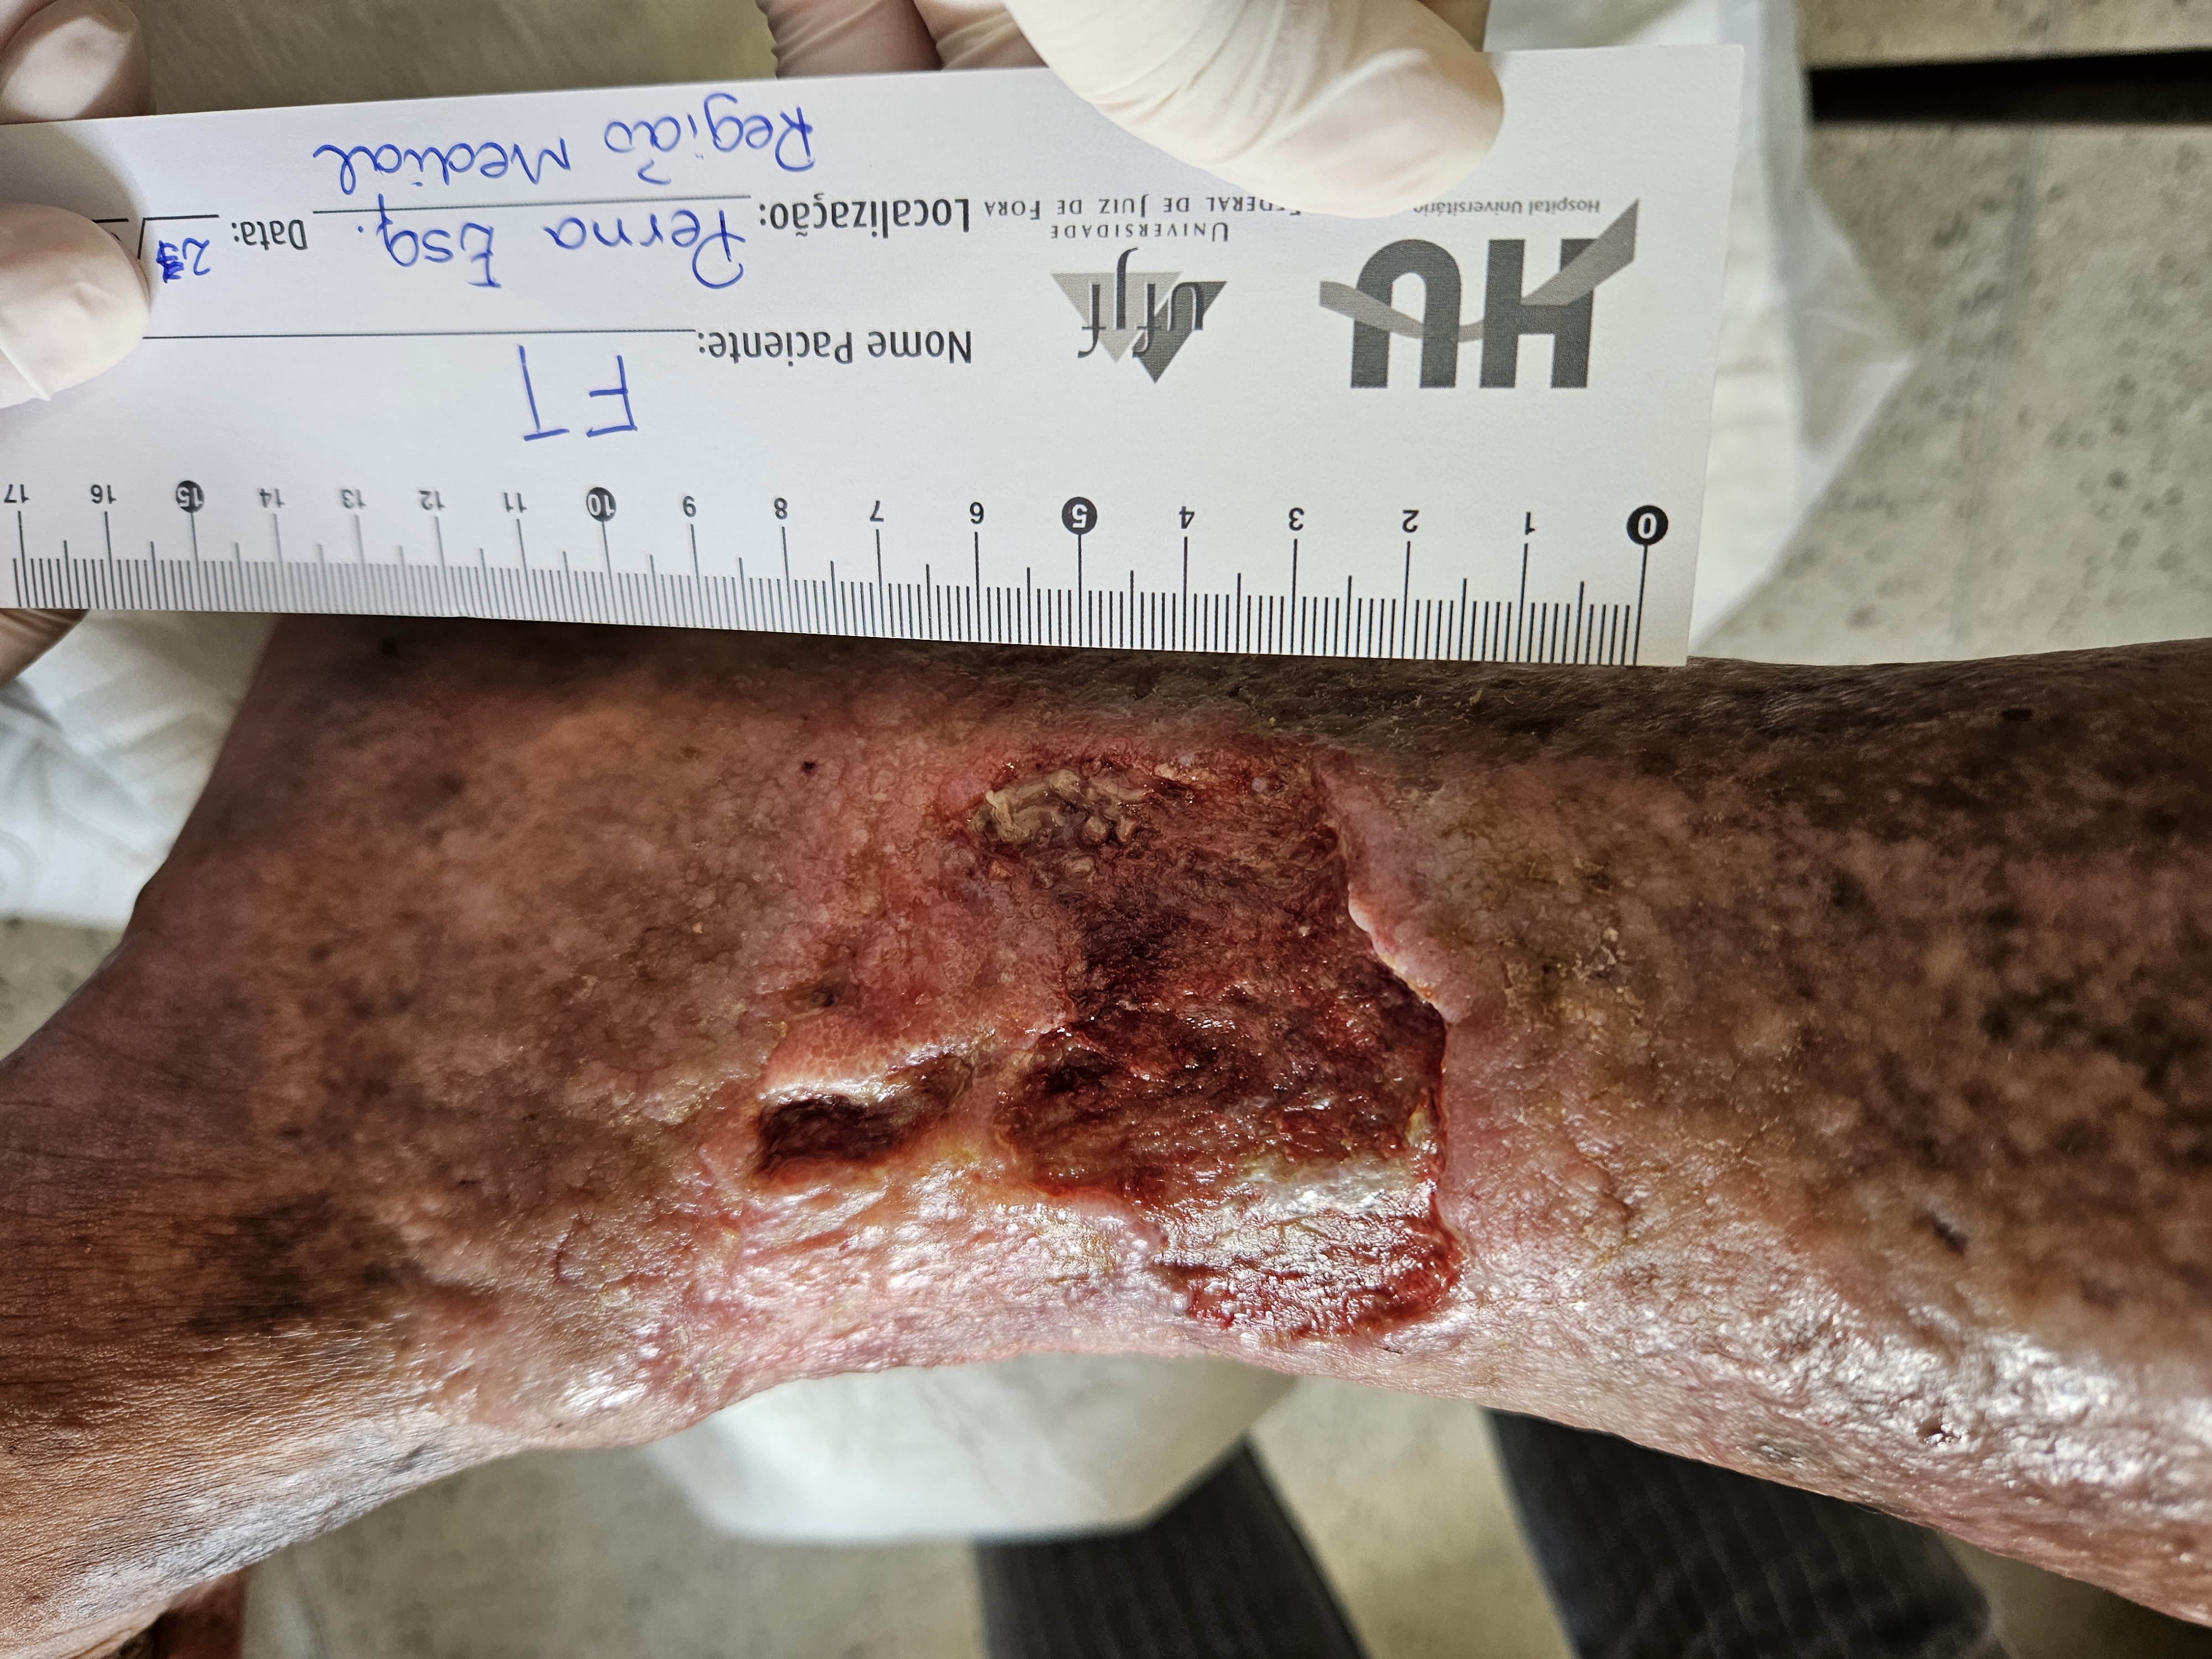 0 1 2 3 4 5 6 7 8 9 10 11 12 13 14 15 16 17
HU
Hospital Universitário
ufjf
UNIVERSIDADE
FEDERAL DE JUIZ DE FORA
Nome Paciente: FT
Localização: Perna Esq. Data: /
Região Medial